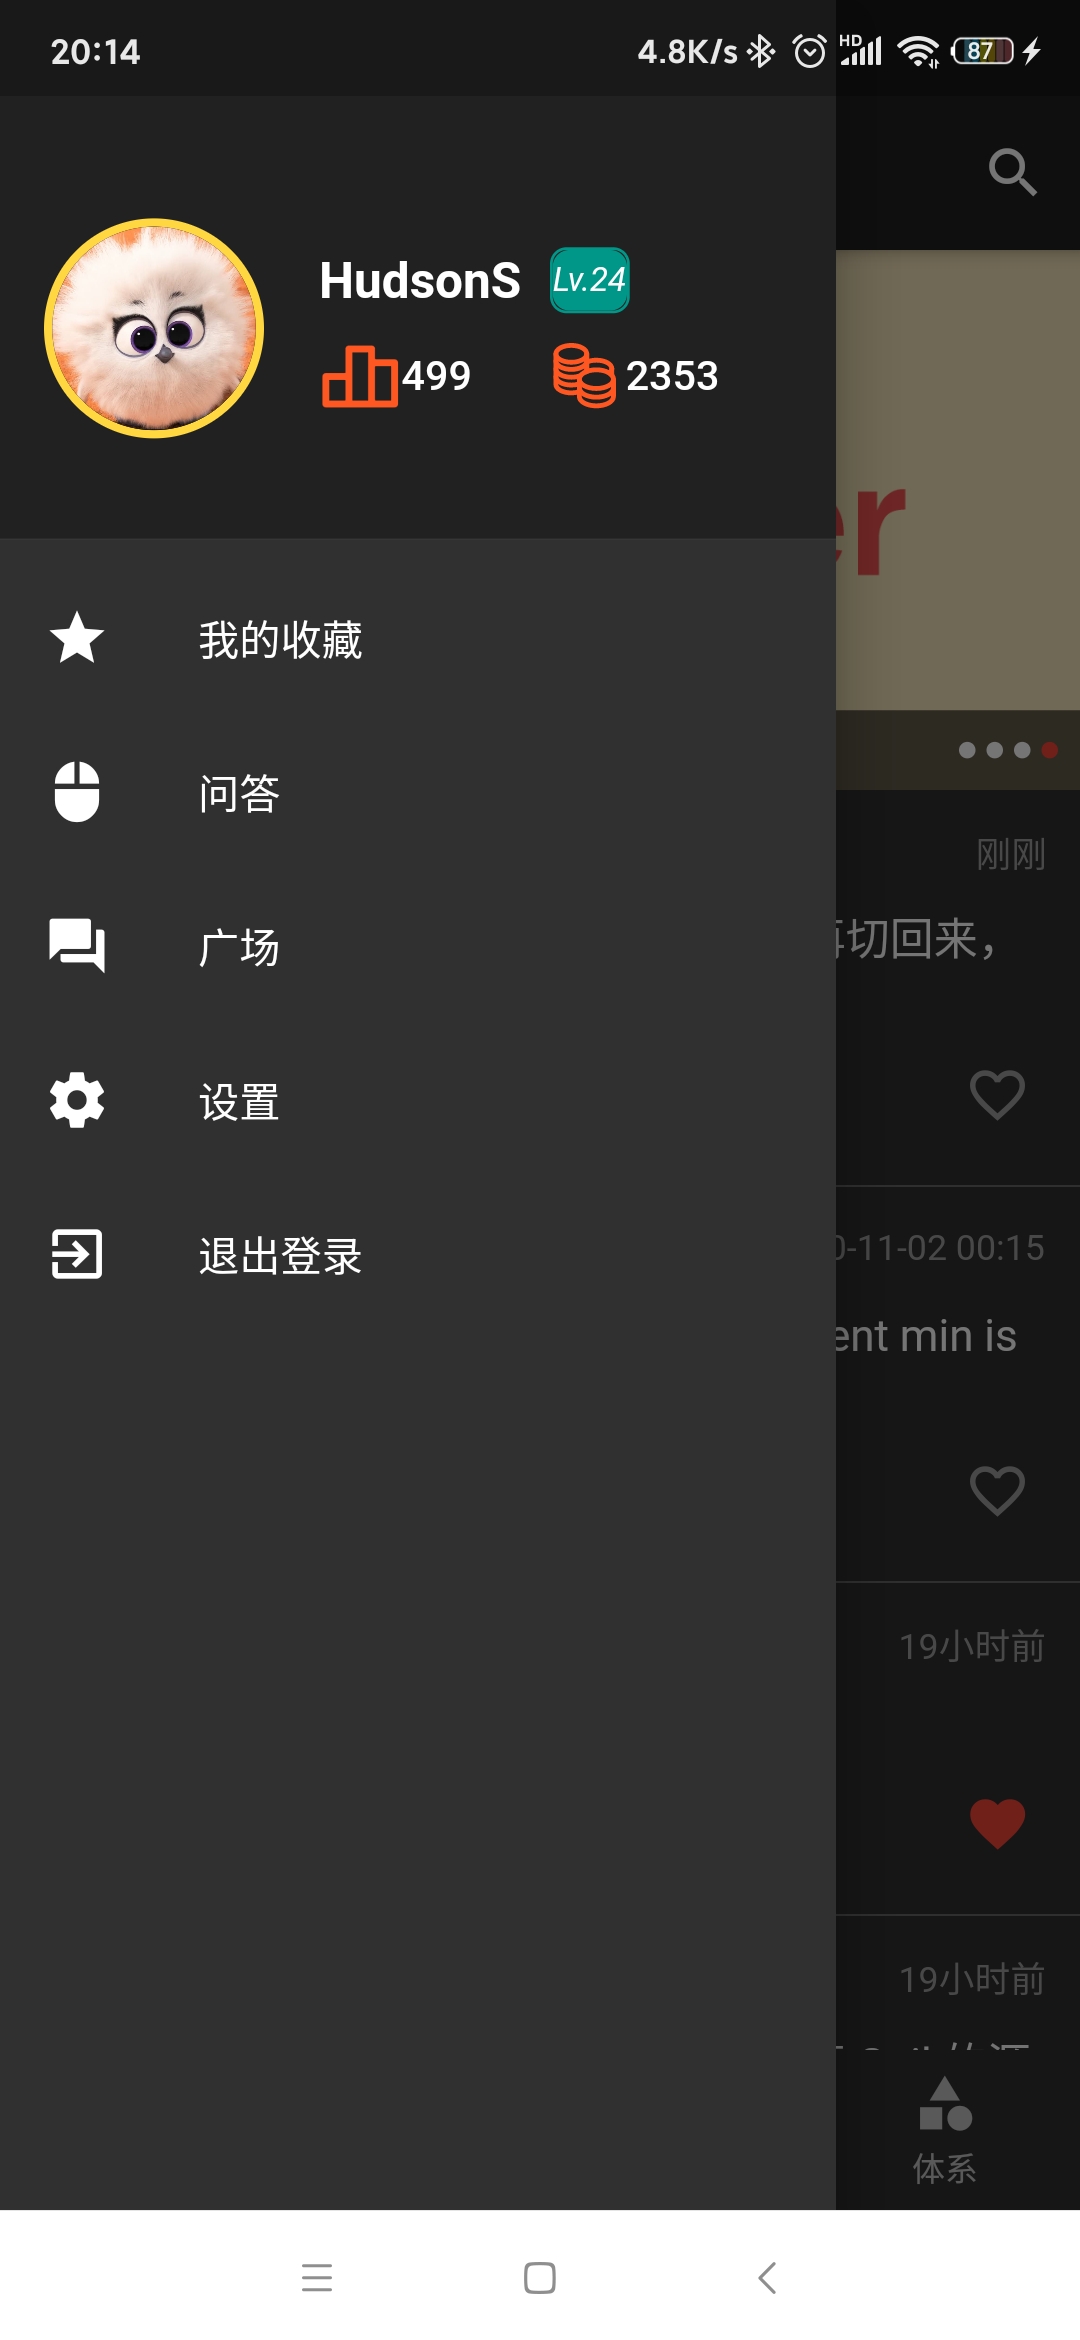 20:14
4.8K/s
HD
87
HudsonS
Lv.24
499
2353
er
我的收藏
问答
广场
设置
退出登录
刚刚
切回来，
0-11-02 00:15
ent min is
19小时前
19小时前
体系